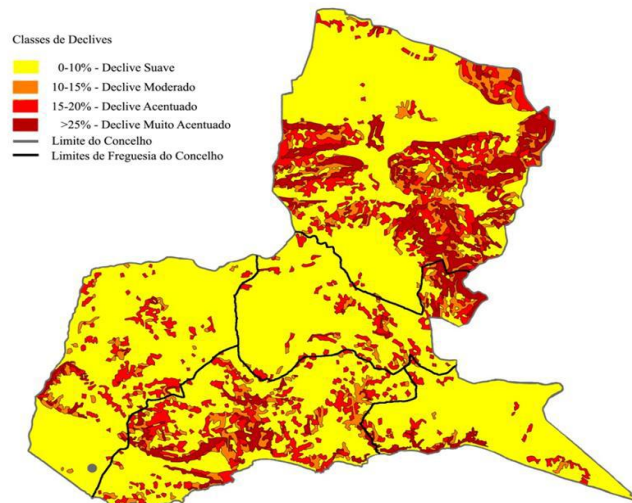 Classes de Declives
0-10% - Declive Suave
10-15% - Declive Moderado
15-20% - Declive Acentuado
>25% - Declive Muito Acentuado
Límite do Concelho
Limites de Freguesia do Concelho